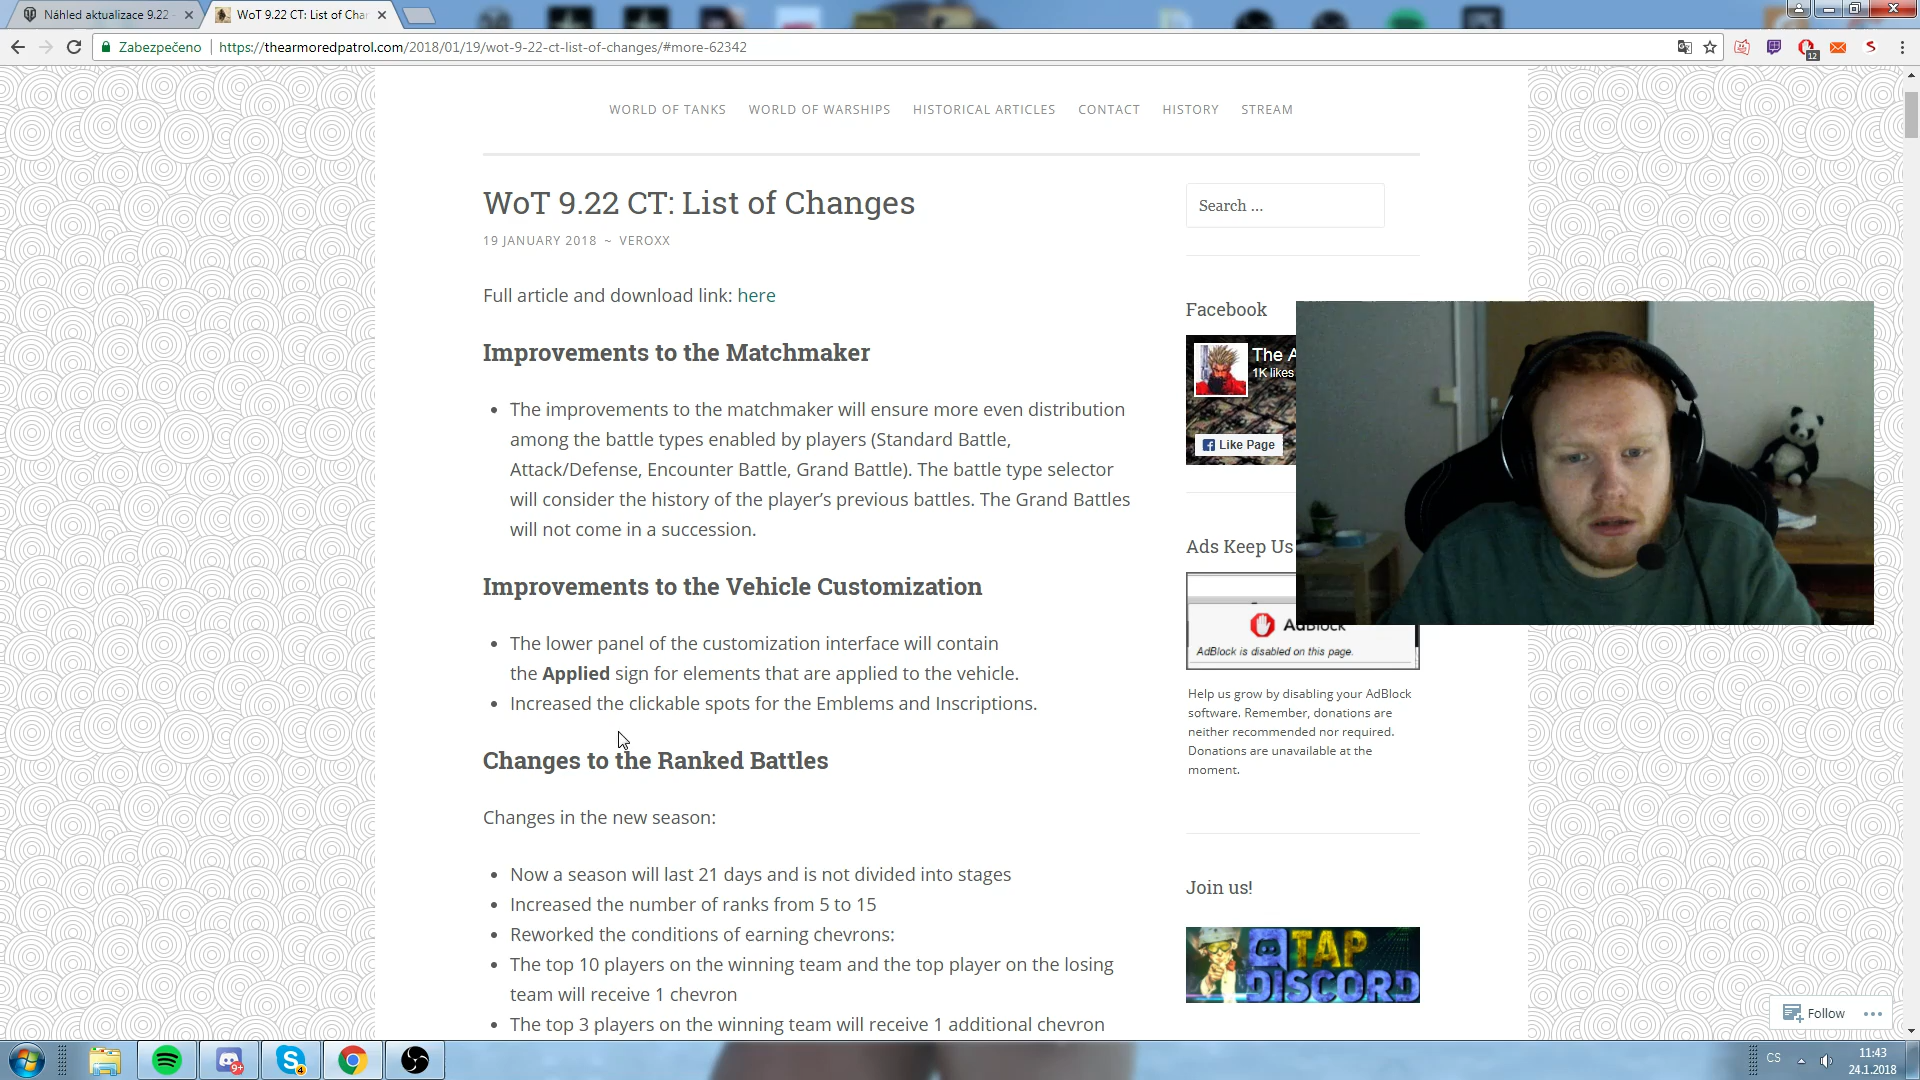 Náhled aktualizace 9.22
WoT 9.22 CT: List of Char
Zabezpečeno
https://thearmoredpatrol.com/2018/01/19/wot-9-22-ct-list-of-changes/#more-62342
12
WORLD OF TANKS WORLD OF WARSHIPS HISTORICAL ARTICLES CONTACT HISTORY STREAM
WoT 9.22 CT: List of Changes
19 JANUARY 2018 ~ VEROXX
Full article and download link: here
Improvements to the Matchmaker
• The improvements to the matchmaker will ensure more even distribution
among the battle types enabled by players (Standard Battle,
Attack/Defense, Encounter Battle, Grand Battle). The battle type selector
will consider the history of the player’s previous battles. The Grand Battles
will not come in a succession.
Improvements to the Vehicle Customization
• The lower panel of the customization interface will contain
the Applied sign for elements that are applied to the vehicle.
• Increased the clickable spots for the Emblems and Inscriptions.
Changes to the Ranked Battles
Changes in the new season:
• Now a season will last 21 days and is not divided into stages
• Increased the number of ranks from 5 to 15
• Reworked the conditions of earning chevrons:
• The top 10 players on the winning team and the top player on the losing
team will receive 1 chevron
• The top 3 players on the winning team will receive 1 additional chevron
Search ...
Facebook
The A
1K likes
Like Page
Ads Keep Us
AdBlock
AdBlock is disabled on this page.
Help us grow by disabling your AdBlock
software. Remember, donations are
neither recommended nor required.
Donations are unavailable at the
moment.
Join us!
TAP
DISCORD
Follow
9+
4
CS
11:43
24.1.2018